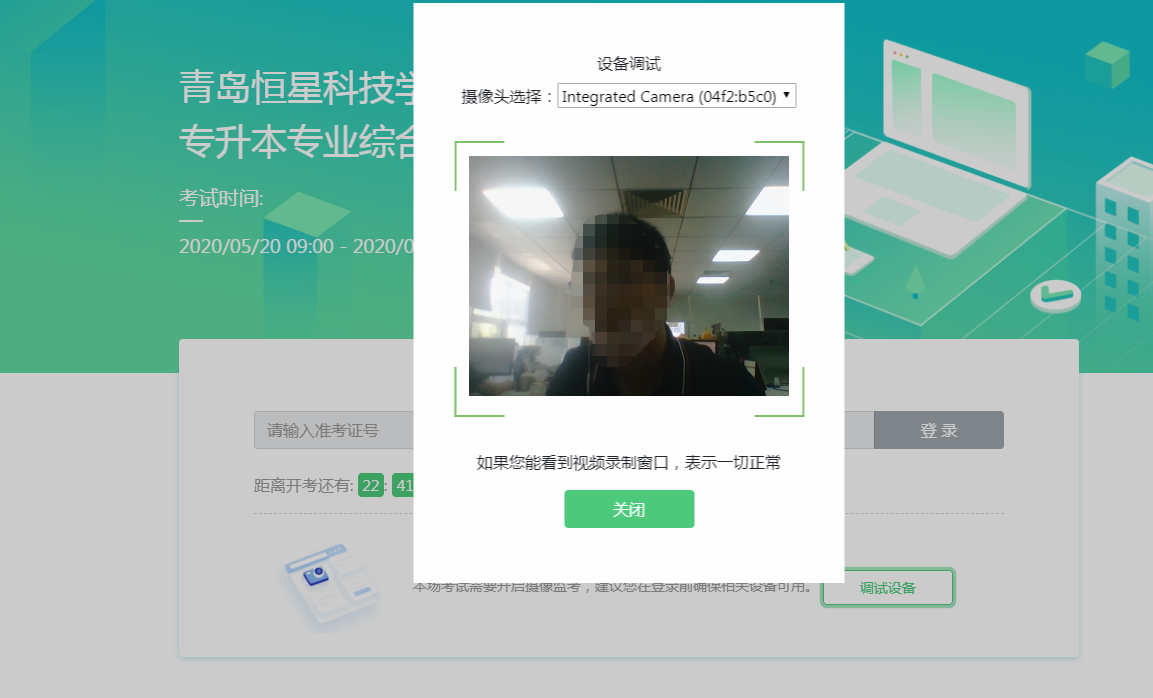 设备调试
摄像头选择：Integrated Camera (04f2:b5c0)
青岛恒星科技学
专升本专业综合
考试时间:
2020/05/20 09:00 - 2020/0
请输入准考证号
登 录
如果您能看到视频录制窗口，表示一切正常
距离开考还有: 22 : 41
关闭
本场考试需要开启摄像监考，建议您在登录前确保相关设备可用。
调试设备